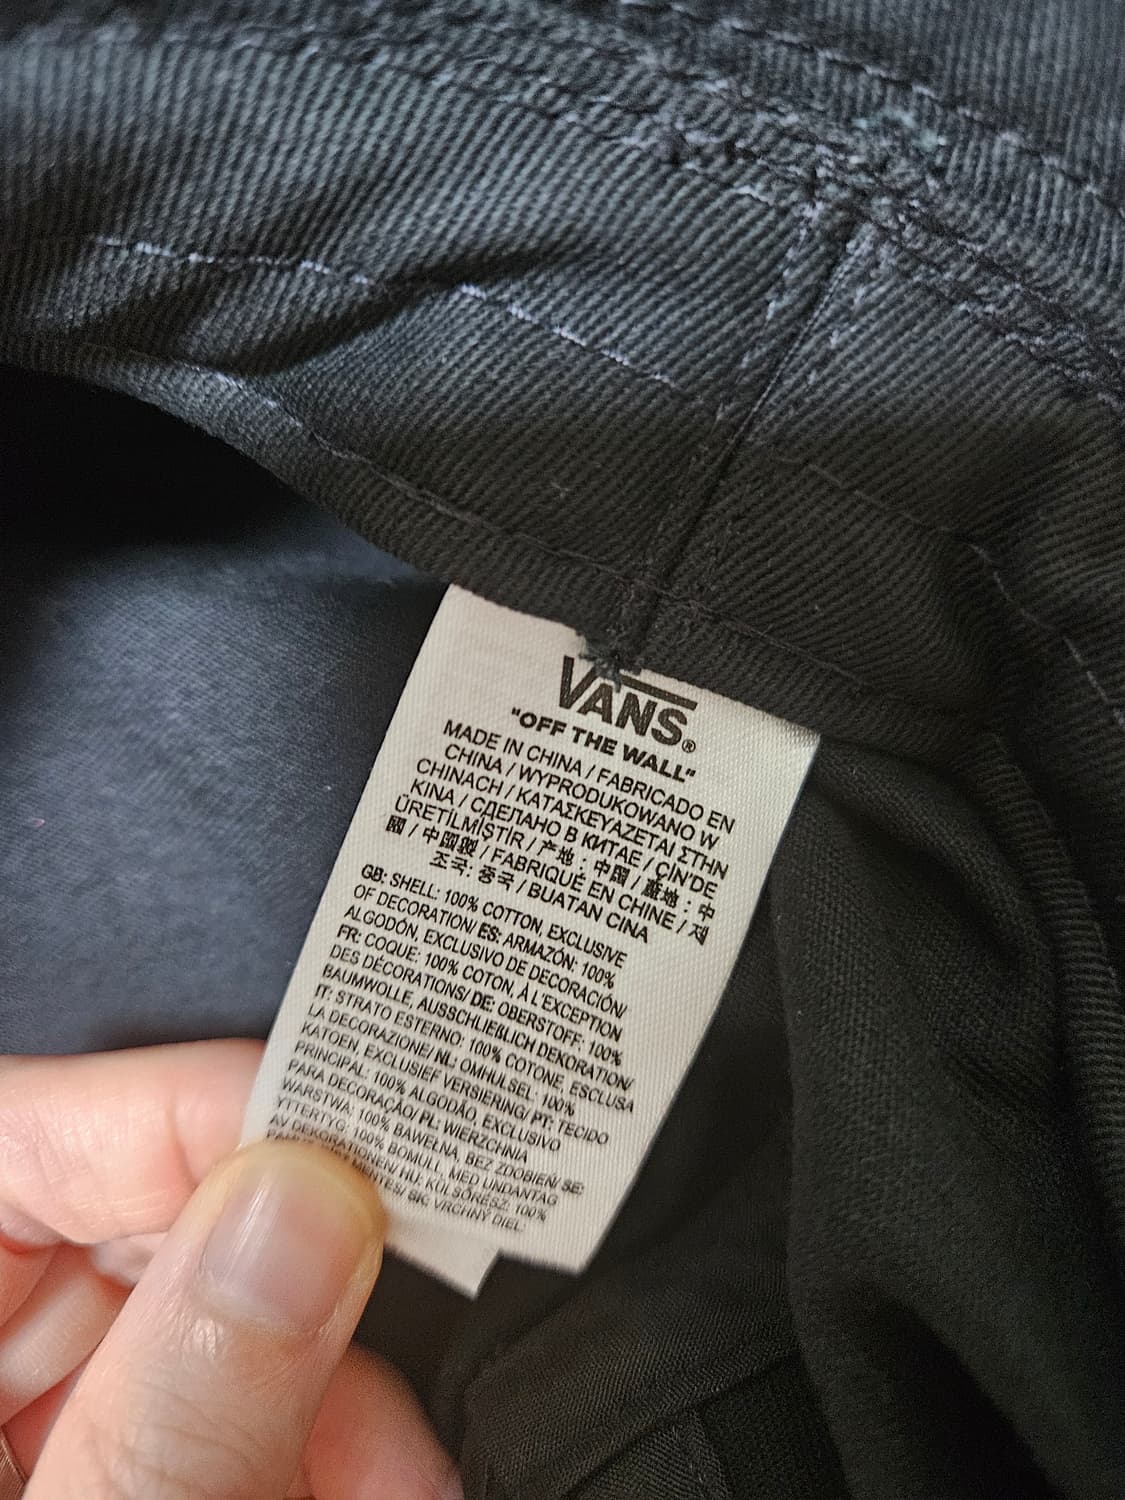 VANS®
"OFF THE WALL"
MADE IN CHINA / FABRICADO EN
CHINA / WYPRODUKOWANO W
CHINACH / ΚΑΤΑΣΚΕΥΑΖΕΤΑΙ ΣΤΗΝ
ΚΙΝΑ / СДЕЛАНО В КИТАЕ / ÇİN'DE
ÜRETİLMİŞTİR / 产地 : 中国 / 產地 : 中
國 / 中国製 / FABRIQUÉ EN CHINE / 제
조국: 중국 / BUATAN CINA
GB: SHELL: 100% COTTON, EXCLUSIVE
OF DECORATION/ ES: ARMAZÓN: 100%
ALGODÓN, EXCLUSIVO DE DECORACIÓN/
FR: COQUE: 100% COTON, À L'EXCEPTION
DES DÉCORATIONS/ DE: OBERSTOFF: 100%
BAUMWOLLE, AUSSCHLIEßLICH DEKORATION/
IT: STRATO ESTERNO: 100% COTONE, ESCLUSA
LA DECORAZIONE/ NL: OMHULSEL: 100%
KATOEN, EXCLUSIEF VERSIERING/ PT: TECIDO
PRINCIPAL: 100% ALGODÃO, EXCLUSIVO
PARA DECORAÇÃO/ PL: WIERZCHNIA
WARSTWA: 100% BAWEŁNA, BEZ ZDOBIEŃ/ SE:
YTTERTYG: 100% BOMULL, MED UNDANTAG
AV DEKORATIONEN/ HU: KÜLSŐRÉSZ: 100%
SK: VRCHNÝ DIEL: